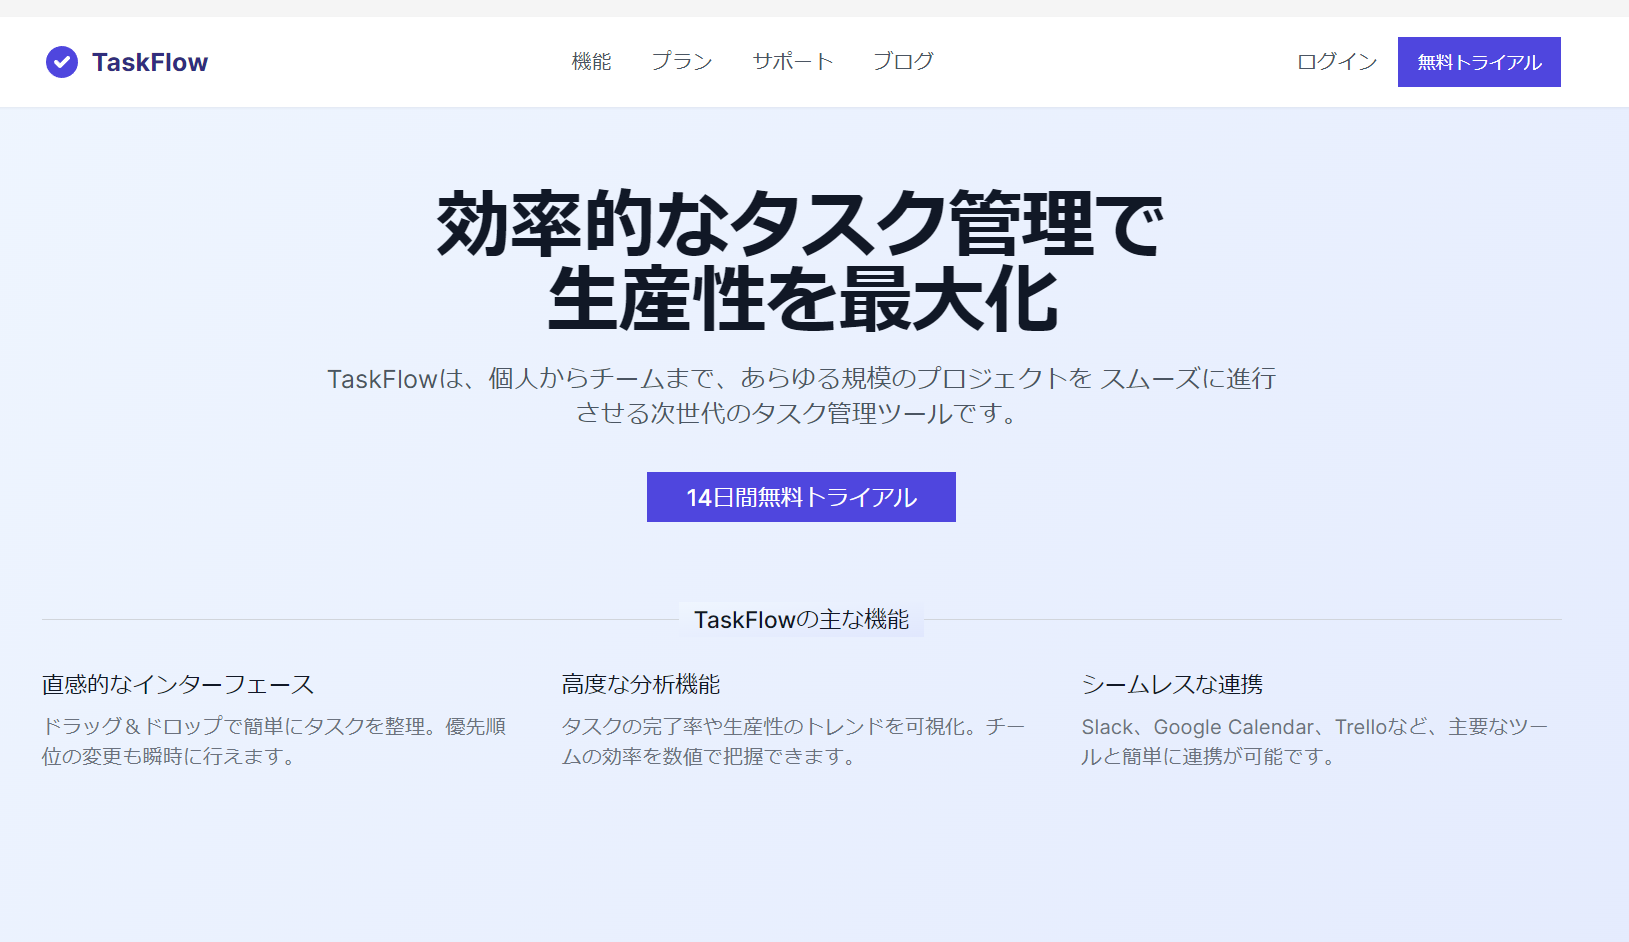 TaskFlow
機能
プラン
サポート
ブログ
ログイン
無料トライアル
効率的なタスク管理で
生産性を最大化
TaskFlowは、個人からチームまで、あらゆる規模のプロジェクトを スムーズに進行
させる次世代のタスク管理ツールです。
14日間無料トライアル
TaskFlowの主な機能
直感的なインターフェース
ドラッグ＆ドロップで簡単にタスクを整理。優先順
位の変更も瞬時に行えます。
高度な分析機能
タスクの完了率や生産性のトレンドを可視化。チー
ムの効率を数値で把握できます。
シームレスな連携
Slack、Google Calendar、Trelloなど、主要なツー
ルと簡単に連携が可能です。